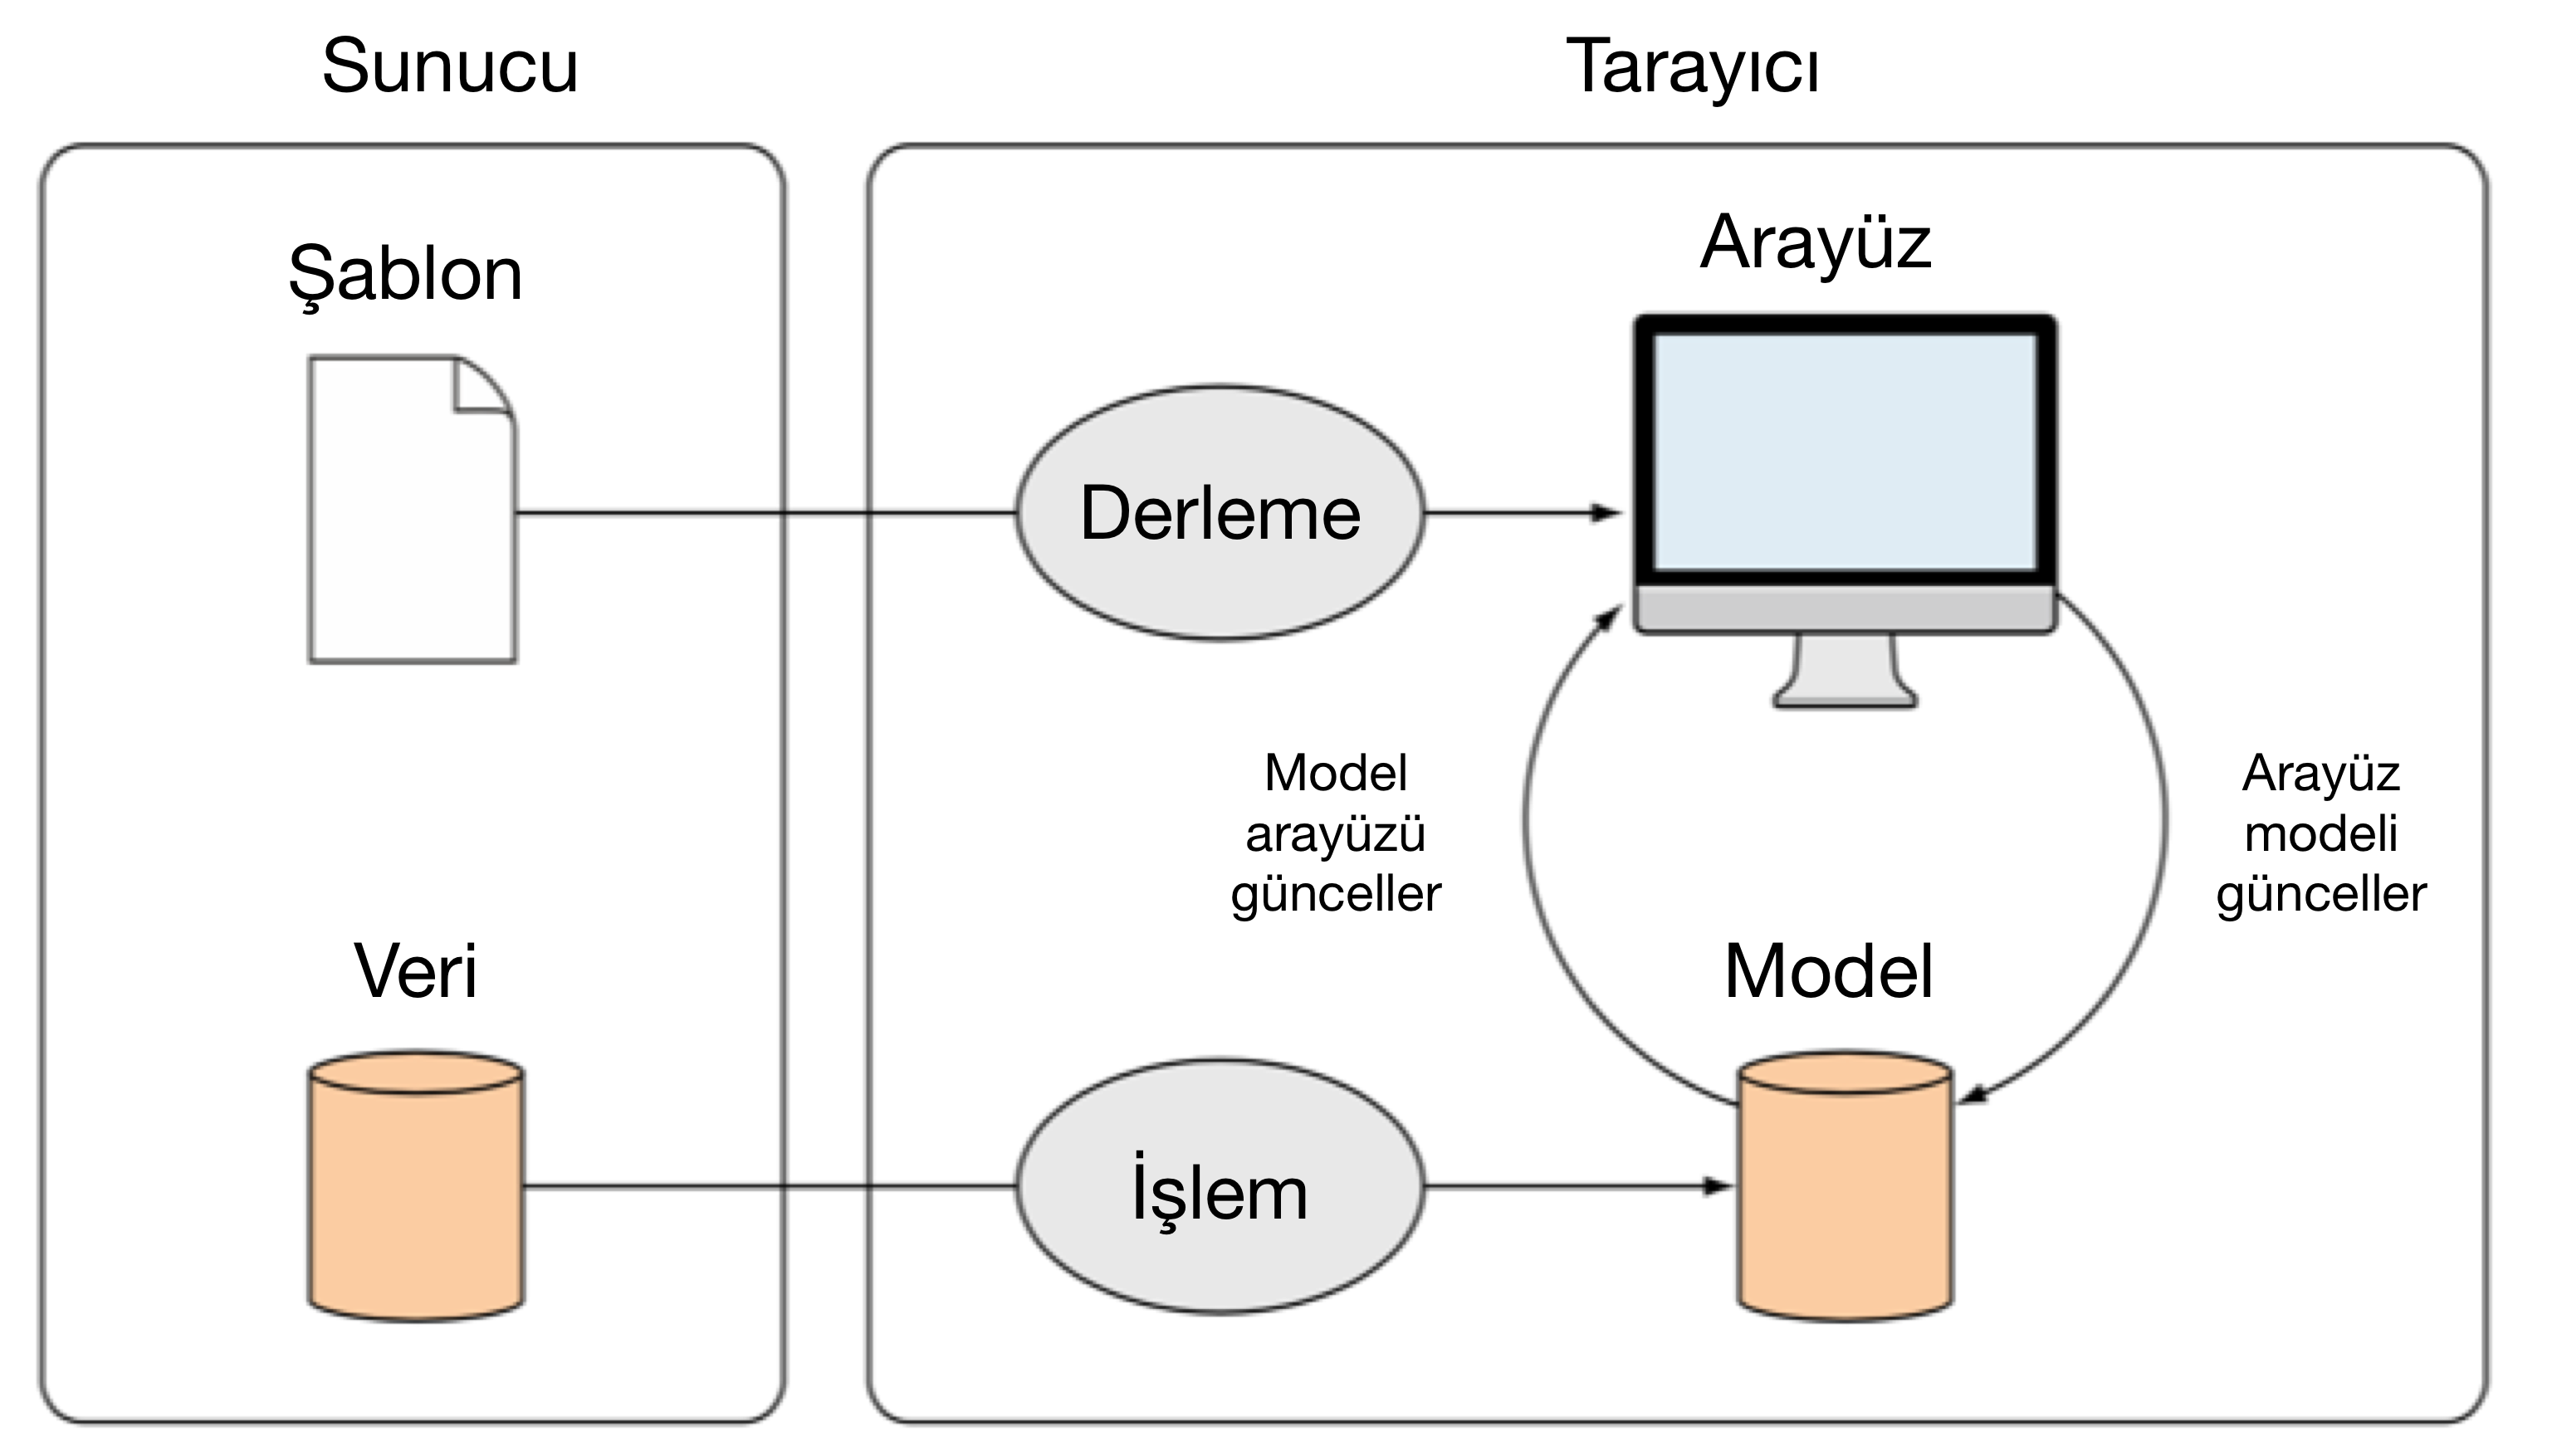 Sunucu
Tarayıcı
Şablon
Arayüz
Derleme
Model
arayüzü
günceller
Arayüz
modeli
günceller
Veri
Model
İşlem